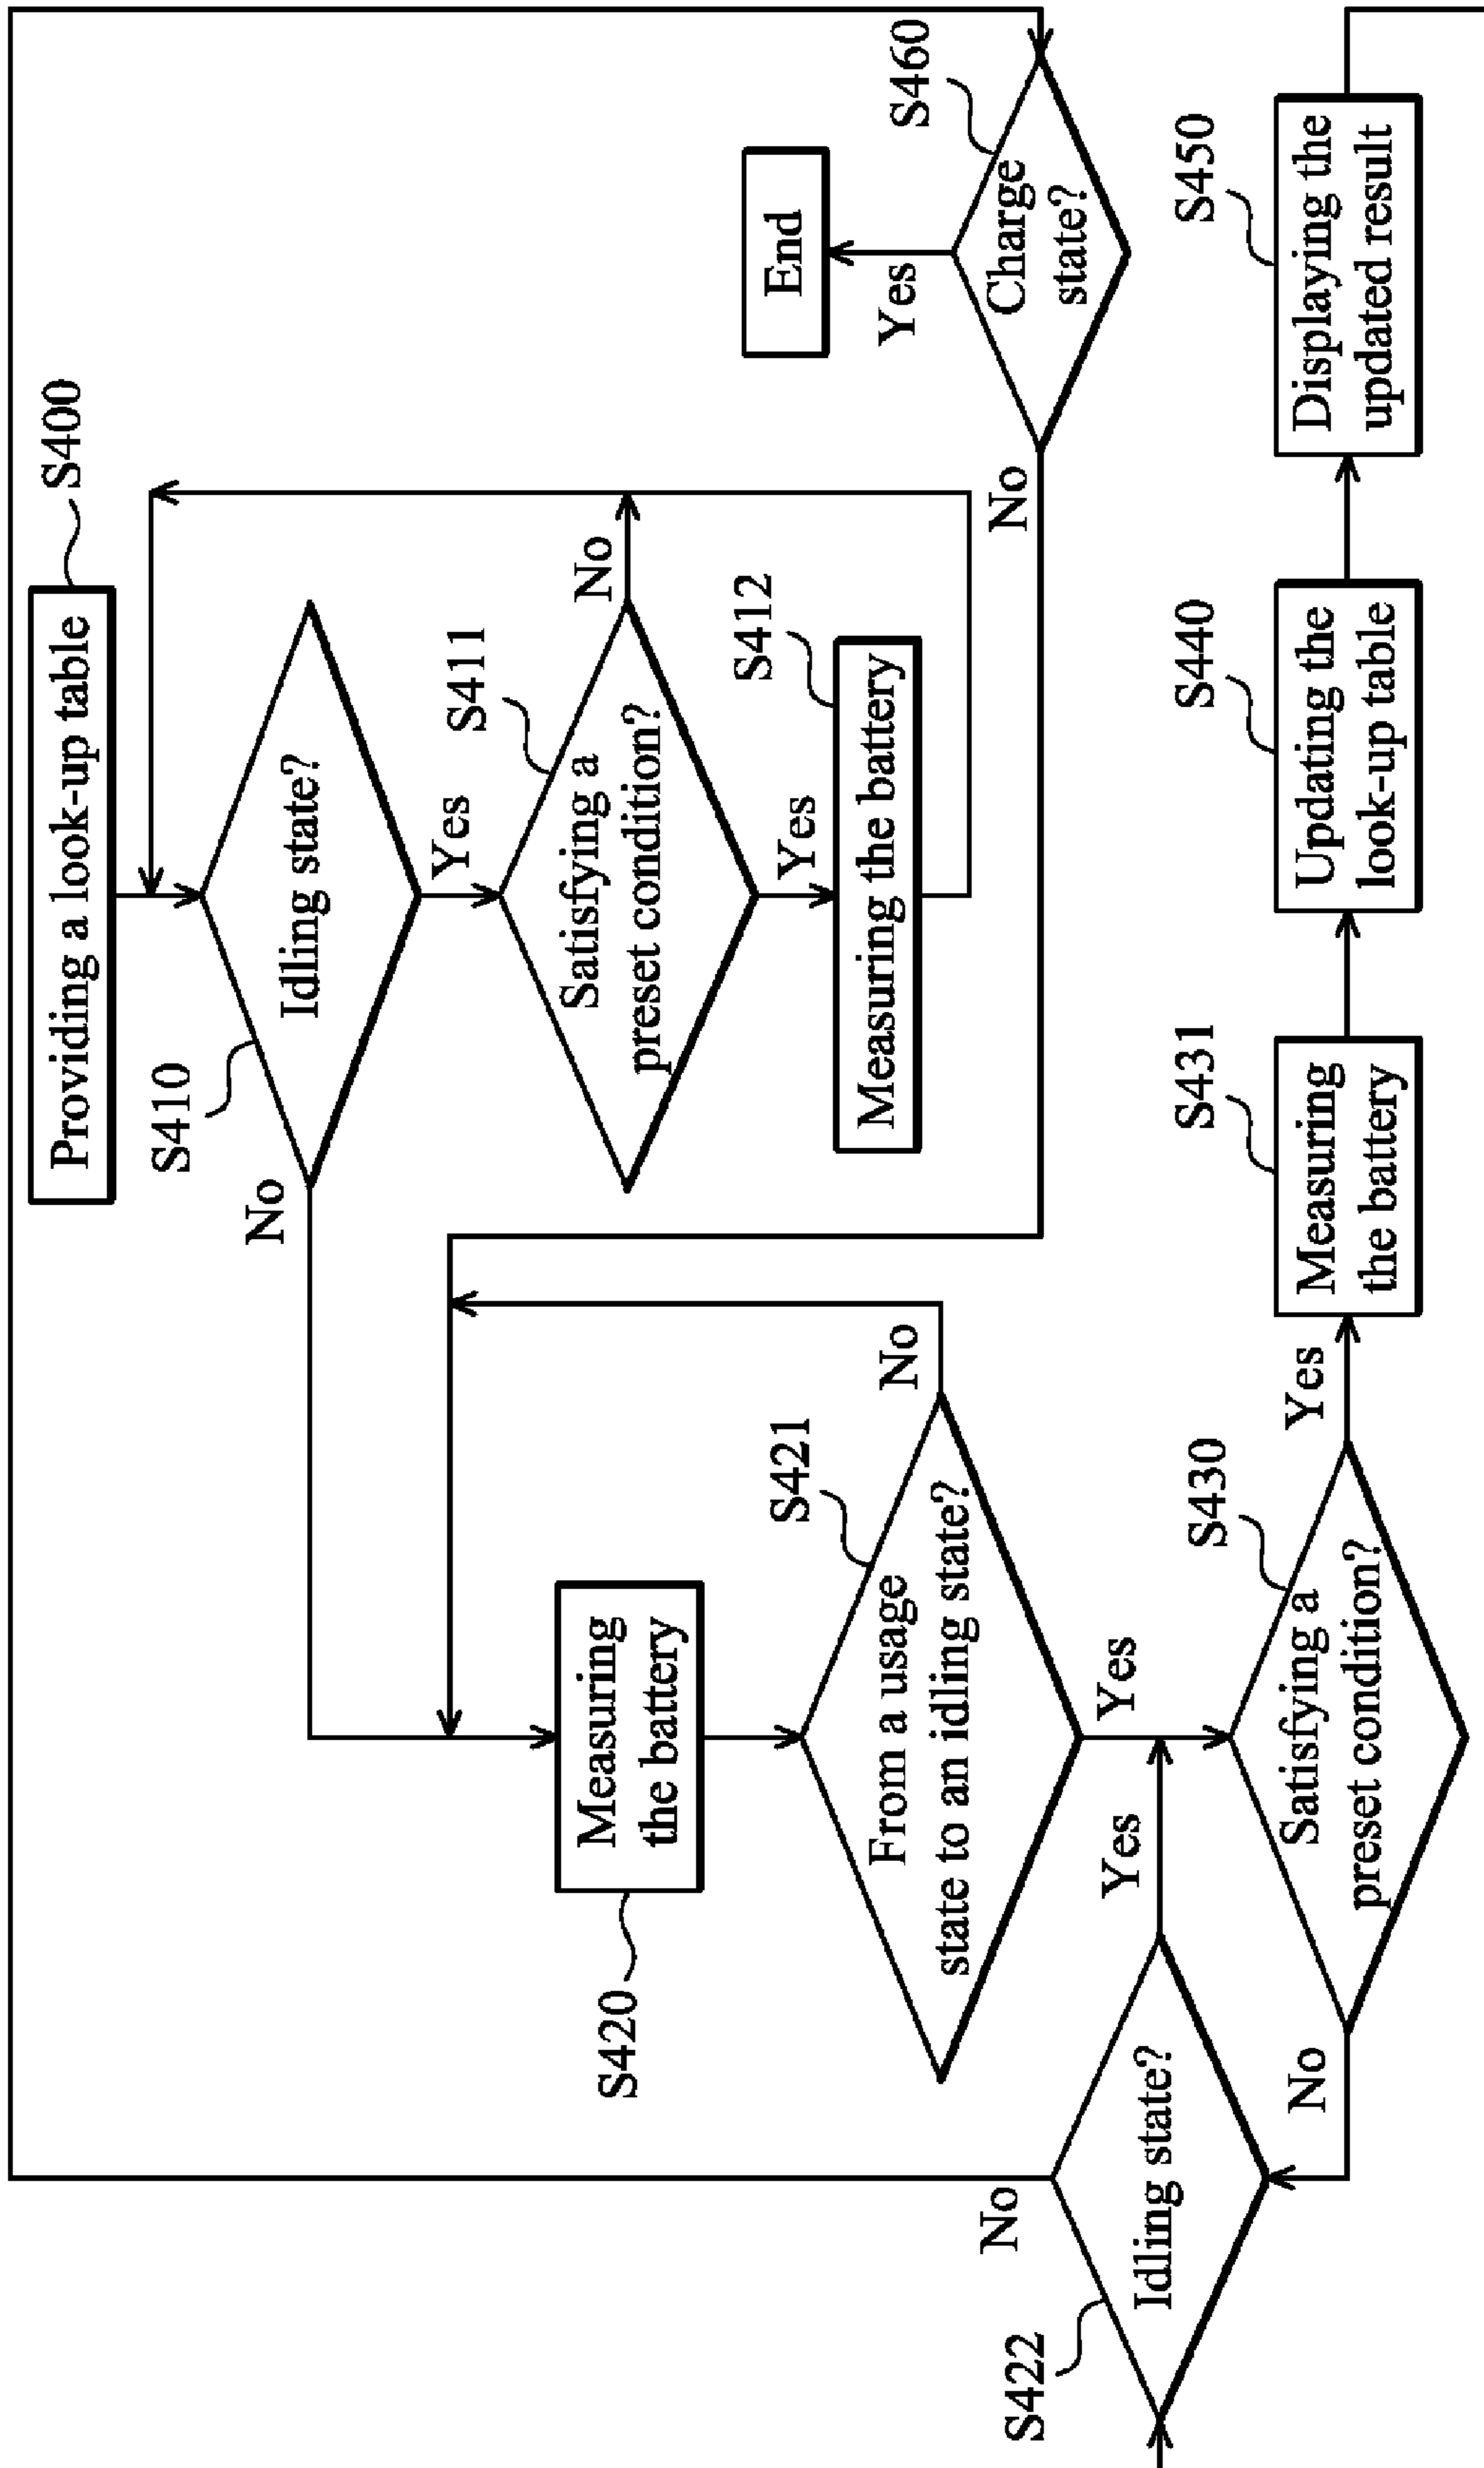 Providing a look-up table
S400
S410
Idling state?
No
Yes
S411
Satisfying a
preset condition?
No
Yes
S412
Measuring the battery
S420
Measuring
the battery
S421
From a usage
state to an idling state?
No
Yes
S422
Idling state?
No
Yes
S430
Satisfying a
preset condition?
No
Yes
S431
Measuring
the battery
S440
Updating the
look-up table
S450
Displaying the
updated result
S460
Charge
state?
No
Yes
End